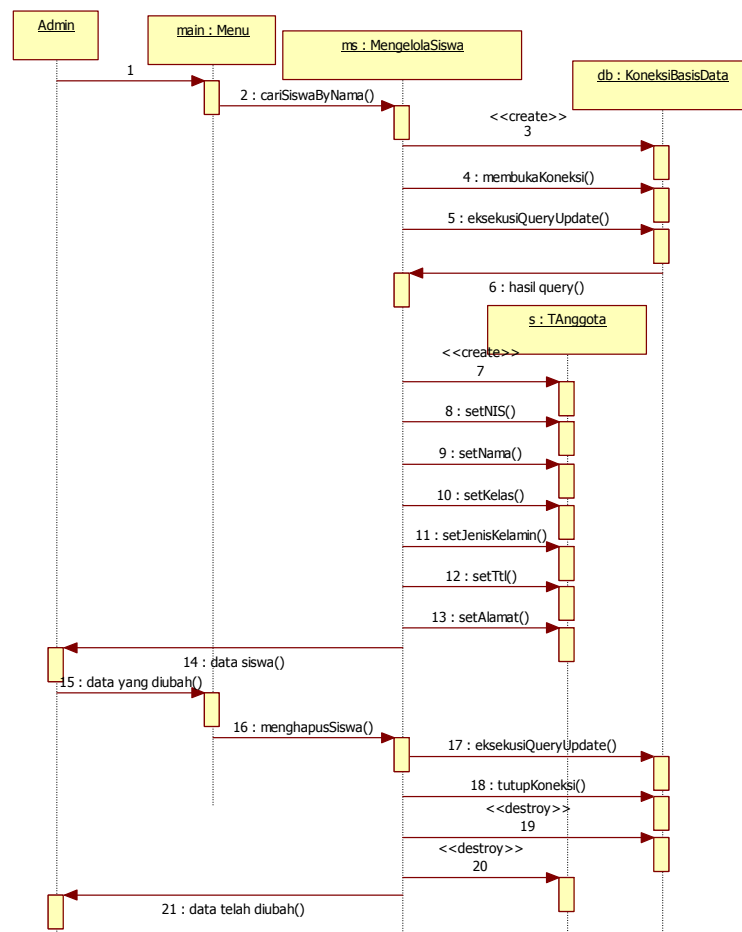 Admin
main : Menu
ms : MengelolaSiswa
db : KoneksiBasisData
1
2 : cariSiswaByNama()
<<create>>
3
4 : membukaKoneksi()
5 : eksekusiQueryUpdate()
6 : hasil query()
s : TAnggota
<<create>>
7
8 : setNIS()
9 : setNama()
10 : setKelas()
11 : setJenisKelamin()
12 : setTtl()
13 : setAlamat()
14 : data siswa()
15 : data yang diubah()
16 : menghapusSiswa()
17 : eksekusiQueryUpdate()
18 : tutupKoneksi()
<<destroy>>
19
<<destroy>>
20
21 : data telah diubah()